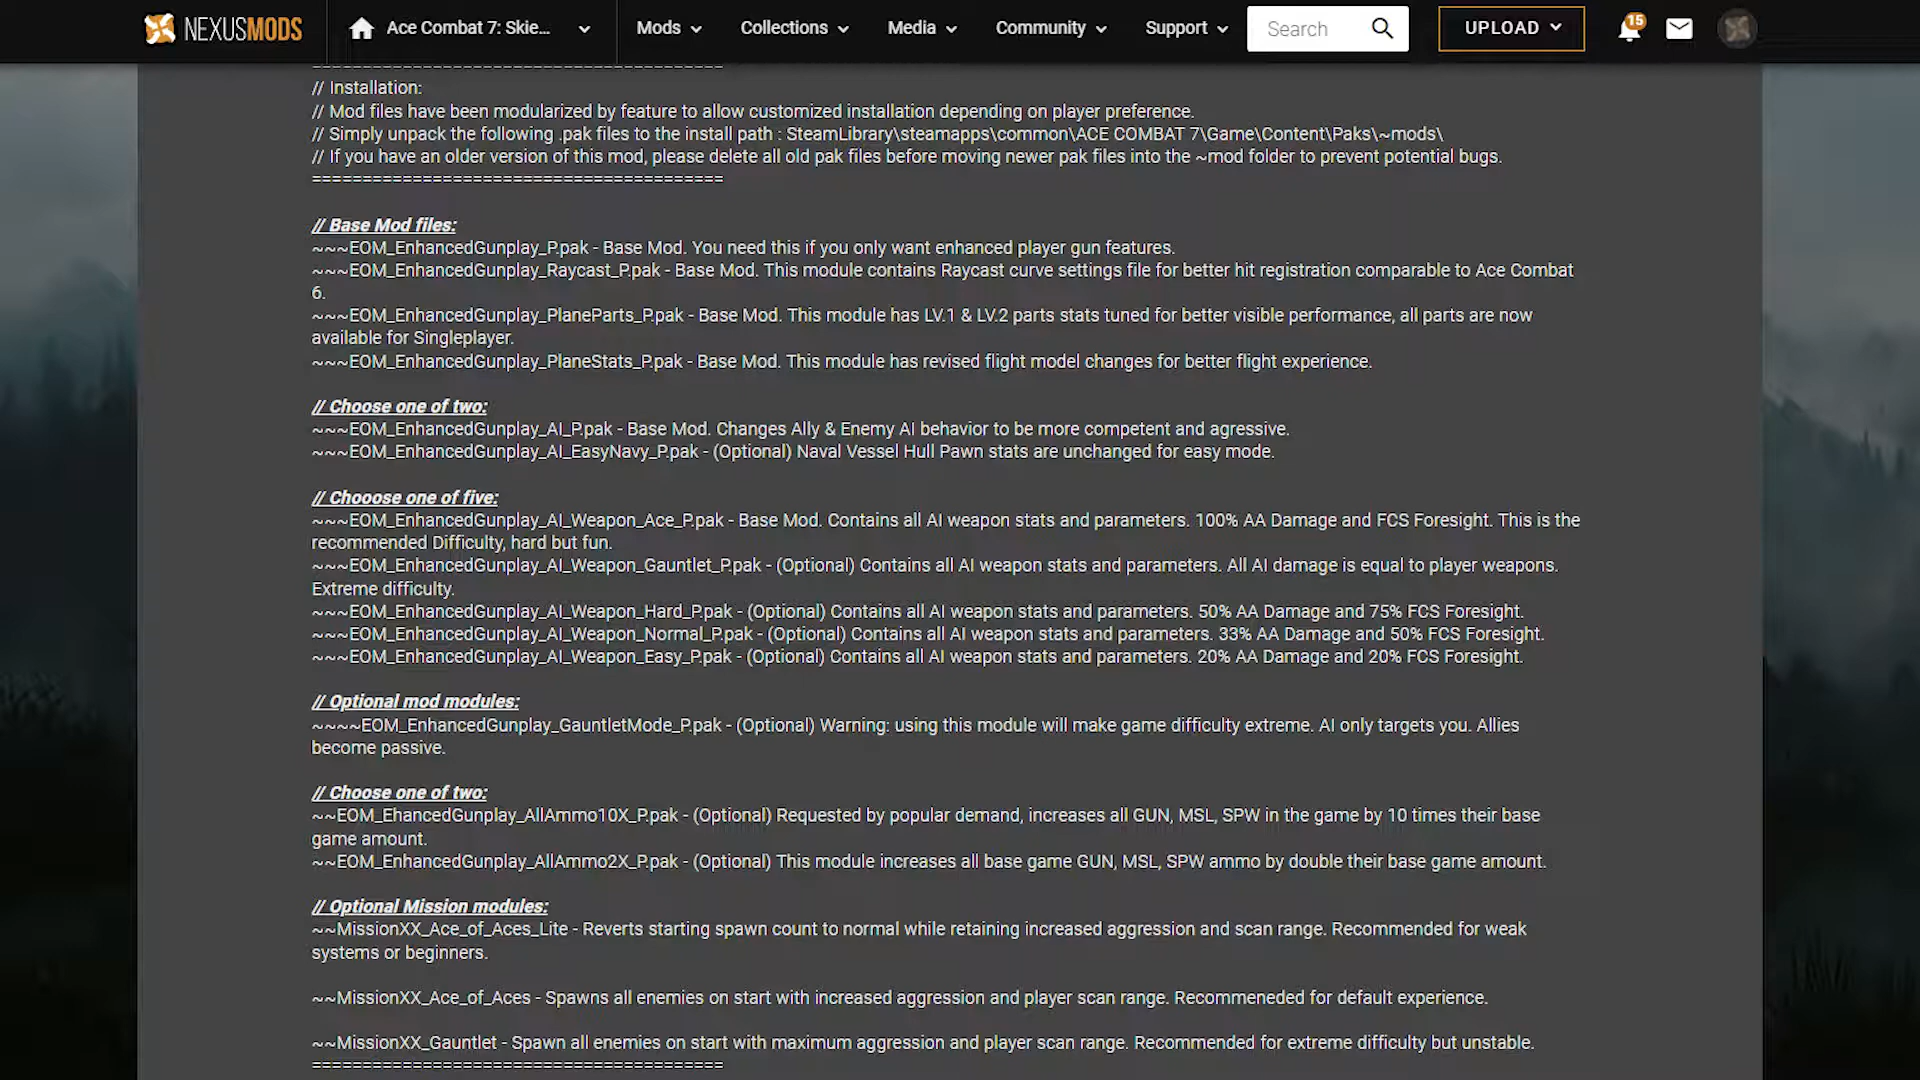 NEXUSMODS
Ace Combat 7: Skie...
Mods
Collections
Media
Community
Support
Search
UPLOAD
15
========================================
// Installation:
// Mod files have been modularized by feature to allow customized installation depending on player preference.
// Simply unpack the following .pak files to the install path : SteamLibrary\steamapps\common\ACE COMBAT 7\Game\Content\Paks\~mods\
// If you have an older version of this mod, please delete all old pak files before moving newer pak files into the ~mod folder to prevent potential bugs.
========================================
// Base Mod files:
~~~EOM_EnhancedGunplay_P.pak - Base Mod. You need this if you only want enhanced player gun features.
~~~EOM_EnhancedGunplay_Raycast_P.pak - Base Mod. This module contains Raycast curve settings file for better hit registration comparable to Ace Combat
6.
~~~EOM_EnhancedGunplay_PlaneParts_P.pak - Base Mod. This module has LV.1 & LV.2 parts stats tuned for better visible performance, all parts are now
available for Singleplayer.
~~~EOM_EnhancedGunplay_PlaneStats_P.pak - Base Mod. This module has revised flight model changes for better flight experience.
// Choose one of two:
~~~EOM_EnhancedGunplay_AI_P.pak - Base Mod. Changes Ally & Enemy AI behavior to be more competent and agressive.
~~~EOM_EnhancedGunplay_AI_EasyNavy_P.pak - (Optional) Naval Vessel Hull Pawn stats are unchanged for easy mode.
// Chooose one of five:
~~~EOM_EnhancedGunplay_AI_Weapon_Ace_P.pak - Base Mod. Contains all AI weapon stats and parameters. 100% AA Damage and FCS Foresight. This is the
recommended Difficulty, hard but fun.
~~~EOM_EnhancedGunplay_AI_Weapon_Gauntlet_P.pak - (Optional) Contains all AI weapon stats and parameters. All AI damage is equal to player weapons.
Extreme difficulty.
~~~EOM_EnhancedGunplay_AI_Weapon_Hard_P.pak - (Optional) Contains all AI weapon stats and parameters. 50% AA Damage and 75% FCS Foresight.
~~~EOM_EnhancedGunplay_AI_Weapon_Normal_P.pak - (Optional) Contains all AI weapon stats and parameters. 33% AA Damage and 50% FCS Foresight.
~~~EOM_EnhancedGunplay_AI_Weapon_Easy_P.pak - (Optional) Contains all AI weapon stats and parameters. 20% AA Damage and 20% FCS Foresight.
// Optional mod modules:
~~~~EOM_EnhancedGunplay_GauntletMode_P.pak - (Optional) Warning: using this module will make game difficulty extreme. AI only targets you. Allies
become passive.
// Choose one of two:
~~EOM_EhancedGunplay_AllAmmo10X_P.pak - (Optional) Requested by popular demand, increases all GUN, MSL, SPW in the game by 10 times their base
game amount.
~~EOM_EnhancedGunplay_AllAmmo2X_P.pak - (Optional) This module increases all base game GUN, MSL, SPW ammo by double their base game amount.
// Optional Mission modules:
~~MissionXX_Ace_of_Aces_Lite - Reverts starting spawn count to normal while retaining increased aggression and scan range. Recommended for weak
systems or beginners.
~~MissionXX_Ace_of_Aces - Spawns all enemies on start with increased aggression and player scan range. Recommeneded for default experience.
~~MissionXX_Gauntlet - Spawn all enemies on start with maximum aggression and player scan range. Recommended for extreme difficulty but unstable.
========================================